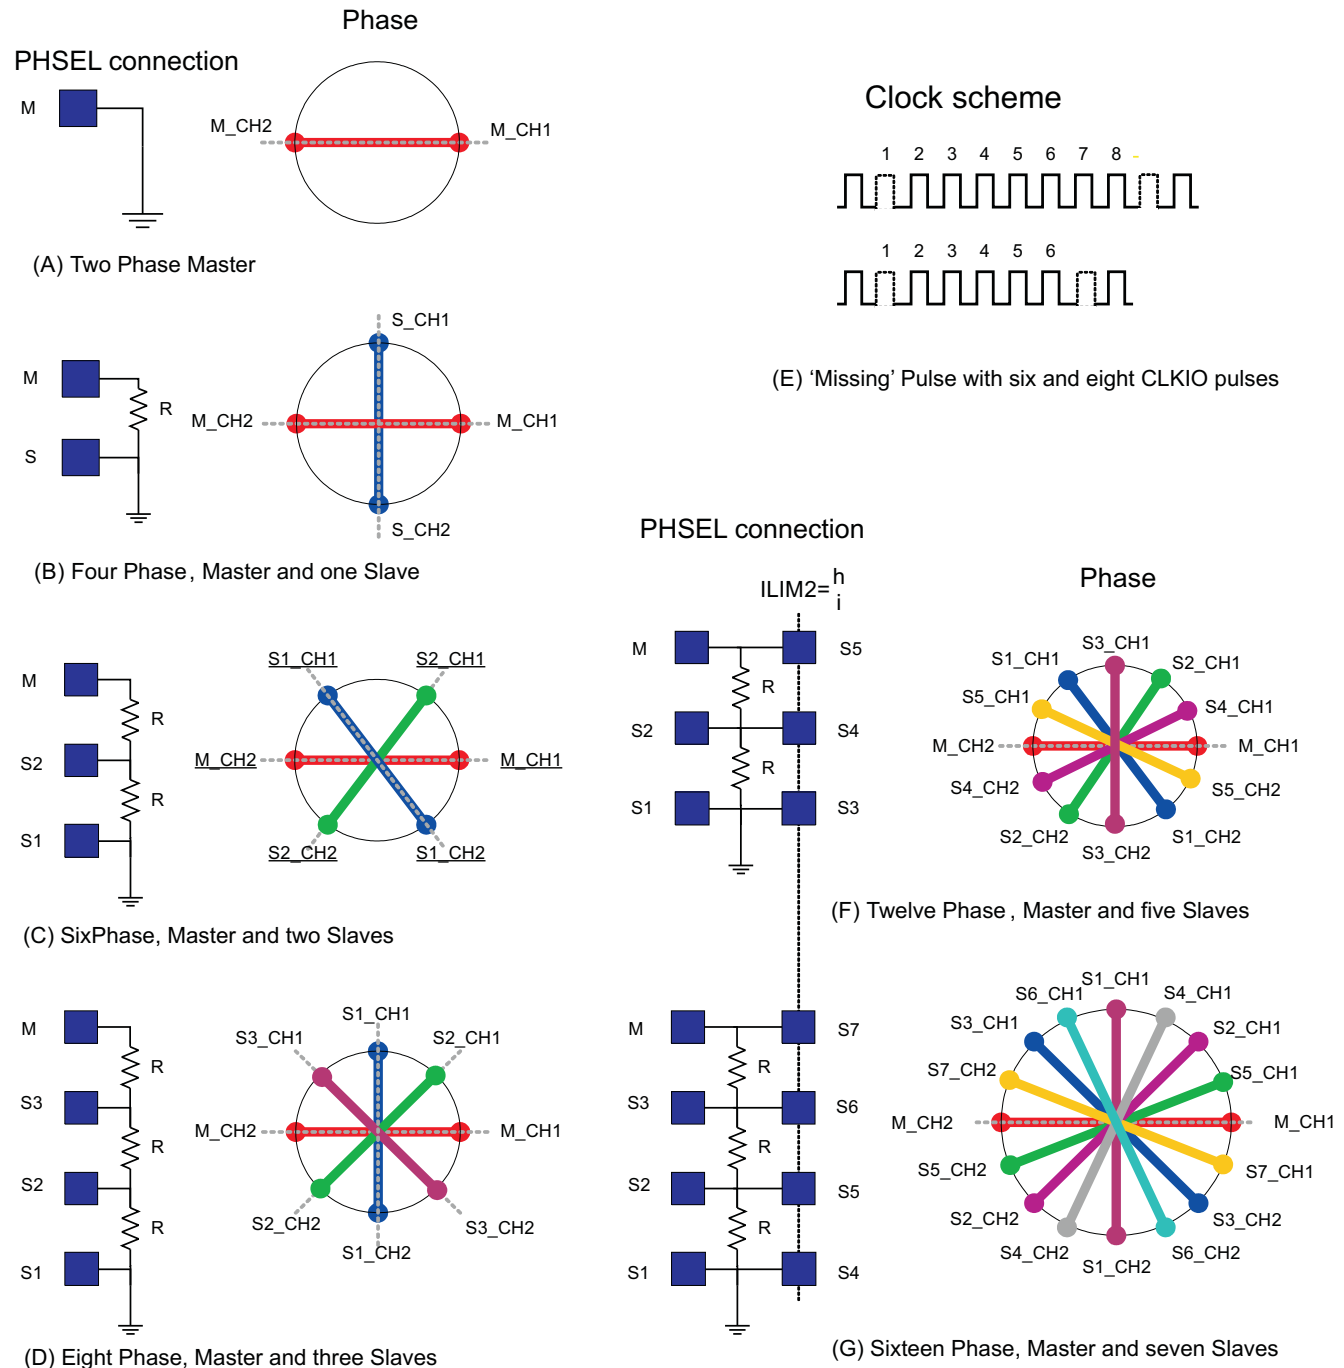 Phase
PHSEL connection
M
M_CH2
M_CH1
(A) Two Phase Master
Clock scheme
1 2 3 4 5 6 7 8
1 2 3 4 5 6
(E) ‘Missing’ Pulse with six and eight CLKIO pulses
S_CH1
M
R
M_CH2
M_CH1
S
S_CH2
(B) Four Phase, Master and one Slave
S1_CH1
S2_CH1
M
R
M_CH2
M_CH1
S2
R
S1
S2_CH2
S1_CH2
(C) SixPhase, Master and two Slaves
S1_CH1
S3_CH1
S2_CH1
M
R
S3
M_CH2
M_CH1
R
S2
R
S2_CH2
S3_CH2
S1_CH2
S1
(D) Eight Phase, Master and three Slaves
PHSEL connection
ILIM2= h
i
Phase
M
S5
R
S2
S4
R
S1
S3
S3_CH1
S1_CH1
S2_CH1
S5_CH1
S4_CH1
M_CH2
M_CH1
S4_CH2
S5_CH2
S2_CH2
S1_CH2
S3_CH2
(F) Twelve Phase, Master and five Slaves
M
S7
R
S3
S6
R
S2
S5
R
S1
S4
S1_CH1
S6_CH1
S4_CH1
S3_CH1
S2_CH1
S7_CH2
S5_CH1
M_CH2
M_CH1
S5_CH2
S7_CH1
S2_CH2
S3_CH2
S4_CH2
S6_CH2
S1_CH2
(G) Sixteen Phase, Master and seven Slaves